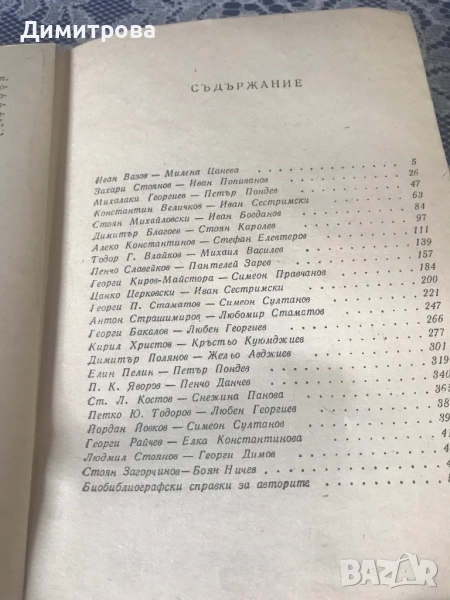 Димитрова
СЪДЪРЖАНИЕ
Иван Вазов — Милена Цанева 5
Захари Стоянов — Иван Попиванов 26
Михалаки Георгиев — Петър Пондев 47
Константин Величков — Иван Сестримски 63
Стоян Михайловски — Иван Богданов 84
Димитър Благоев — Стоян Каролев 97
Алеко Константинов — Стефан Елевтеров 111
Тодор Г. Влайков — Михаил Василев 139
Пенчо Славейков — Пантелей Зарев 157
Георги Киров-Майстора — Симеон Правчанов 184
Цанко Церковски — Иван Сестримски 200
Георги П. Стаматов — Симеон Султанов 221
Антон Страшимиров — Любомир Стаматов 247
Георги Бакалов — Любен Георгиев 266
Кирил Христов — Кръстьо Куюмджиев 277
Димитър Полянов — Жельо Авджиев 301
Елин Пелин — Петър Пондев 319
П. К. Яворов — Пенчо Данчев 340
Ст. Л. Костов — Снежина Панова 365
Петко Ю. Тодоров — Любен Георгиев 38
Йордан Йовков — Симеон Султанов
Георги Райчев — Елка Константинова
Людмил Стоянов — Георги Димов
Стоян Загорчинов — Боян Ничев
Биобиблиографски справки за авторите
BAZAR